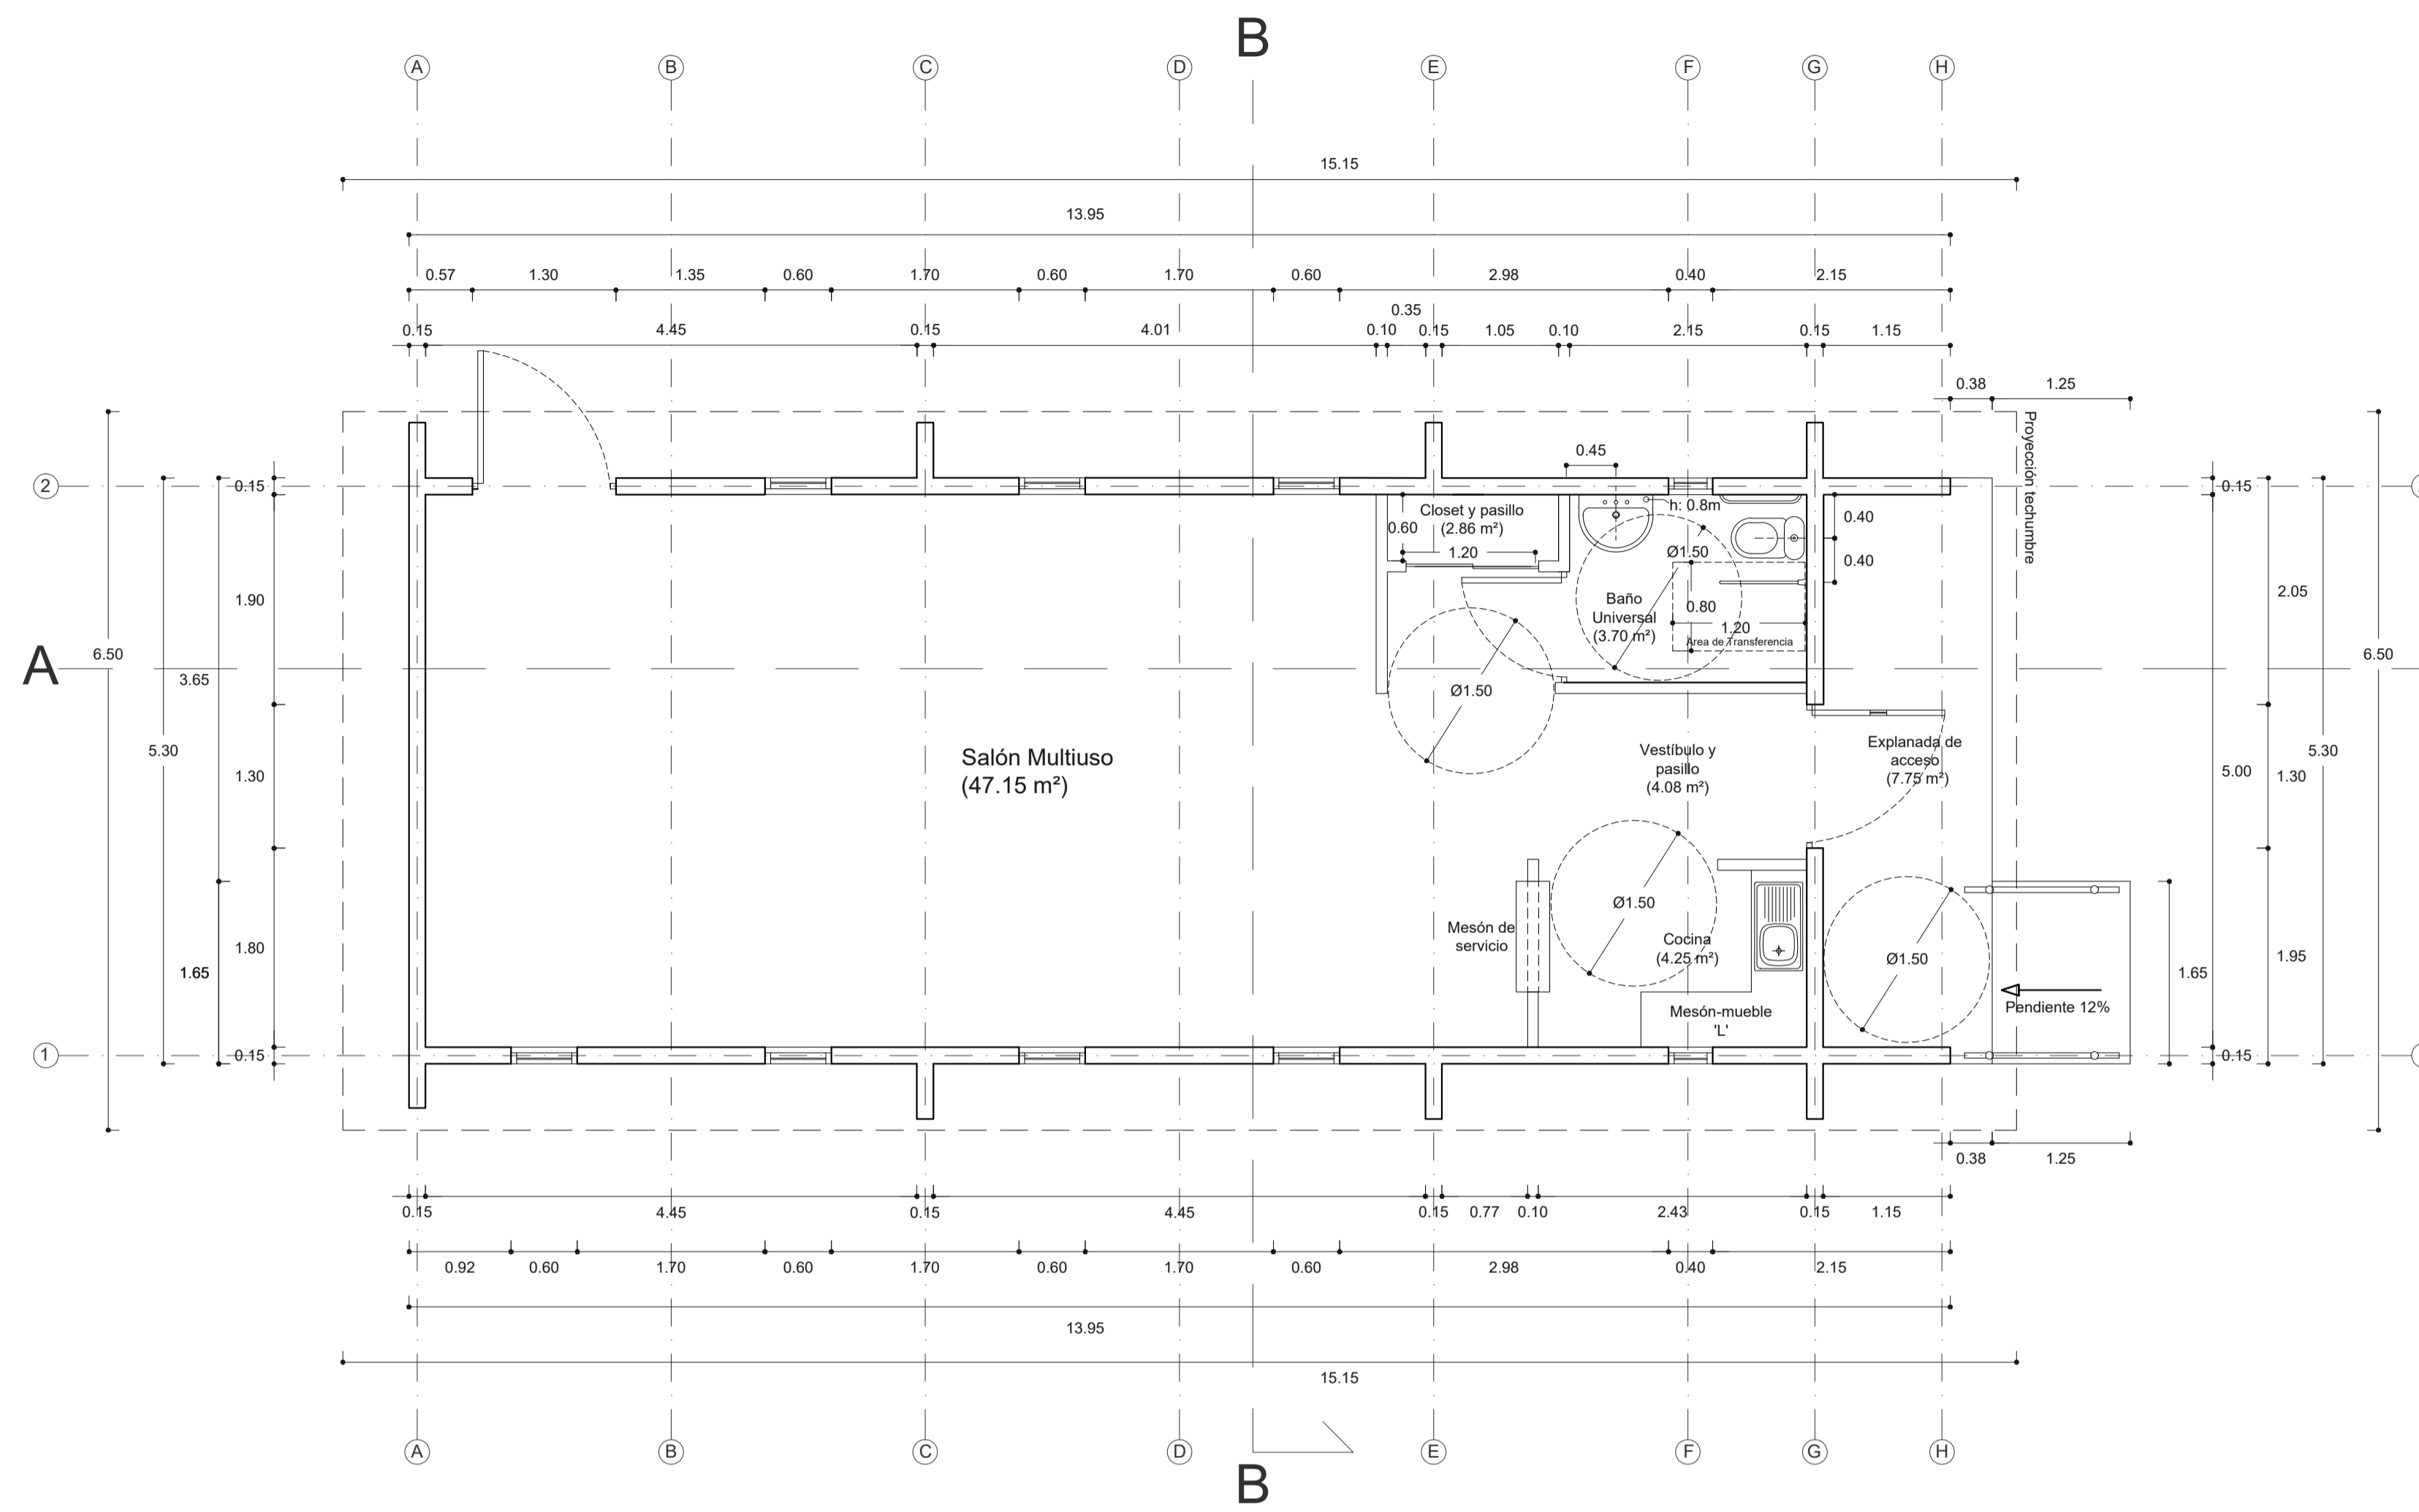 B
A B C D E F G H
15.15
13.95
0.57 1.30 1.35 0.60 1.70 0.60 1.70 0.60 2.98 0.40 2.15
0.35
0.15 4.45 0.15 4.01 0.10 0.15 1.05 0.10 2.15 0.15 1.15
0.38 1.25
Proyección techumbre
0.45
2 0.15 0.15
h: 0.8m
Closet y pasillo
(2.86 m²)
0.60
1.20
0.40
0.40
Ø1.50
0.80
1.20
Área de Transferencia
Baño
Universal
(3.70 m²)
1.90 2.05
A 6.50 6.50
3.65
Ø1.50
5.30 5.30
1.30 5.00 1.30
Salón Multiuso
(47.15 m²)
Vestíbulo y
pasillo
(4.08 m²)
Explanada de
acceso
(7.75 m²)
Ø1.50
Mesón de
servicio
Cocina
(4.25 m²)
Ø1.50
1.80 1.95
1.65 1.65
Mesón-mueble
'L'
Pendiente 12%
1 0.15 0.15
0.38 1.25
0.15 4.45 0.15 4.45 0.15 0.77 0.10 2.43 0.15 1.15
0.92 0.60 1.70 0.60 1.70 0.60 1.70 0.60 2.98 0.40 2.15
13.95
15.15
A B C D E F G H
B